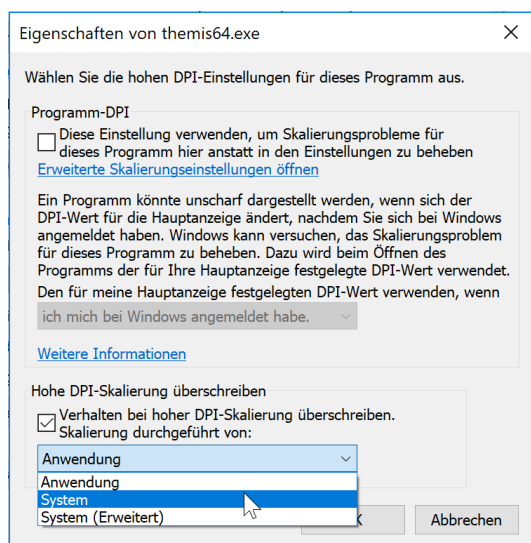 Eigenschaften von themis64.exe
Wählen Sie die hohen DPI-Einstellungen für dieses Programm aus.
Programm-DPI
Diese Einstellung verwenden, um Skalierungsprobleme für
dieses Programm hier anstatt in den Einstellungen zu beheben
Erweiterte Skalierungseinstellungen öffnen
Ein Programm könnte unscharf dargestellt werden, wenn sich der
DPI-Wert für die Hauptanzeige ändert, nachdem Sie sich bei Windows
angemeldet haben. Windows kann versuchen, das Skalierungsproblem
für dieses Programm zu beheben. Dazu wird beim Öffnen des
Programms der für Ihre Hauptanzeige festgelegte DPI-Wert verwendet.
Den für meine Hauptanzeige festgelegten DPI-Wert verwenden, wenn
ich mich bei Windows angemeldet habe.
Weitere Informationen
Hohe DPI-Skalierung überschreiben
Verhalten bei hoher DPI-Skalierung überschreiben.
Skalierung durchgeführt von:
Anwendung
Anwendung
System
System (Erweitert)
Abbrechen